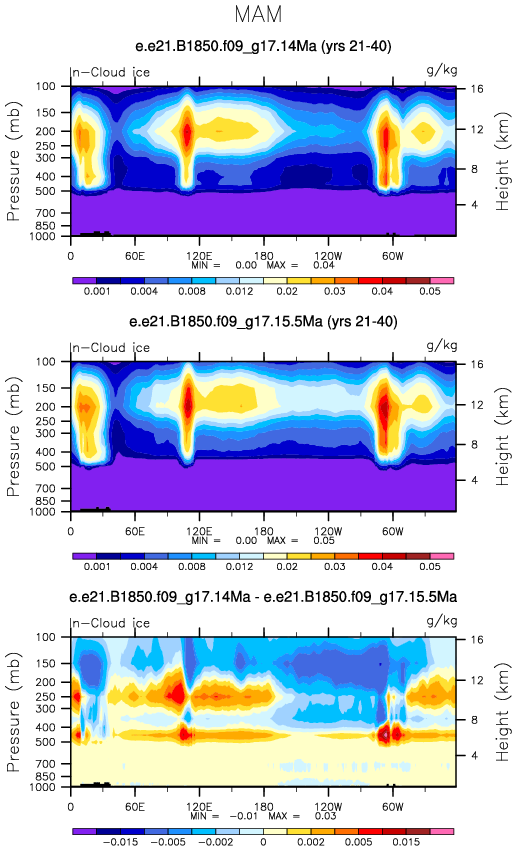 MAM
e.e21.B1850.f09_g17.14Ma (yrs 21-40)
In-Cloud ice g/kg
Pressure (mb)
100
150
200
250
300
400
500
700
850
1000
16
12
8
4
Height (km)
0 60E 120E 180 120W 60W
MIN = 0.00 MAX = 0.04
0.001 0.004 0.008 0.012 0.02 0.03 0.04 0.05
e.e21.B1850.f09_g17.15.5Ma (yrs 21-40)
In-Cloud ice g/kg
Pressure (mb)
100
150
200
250
300
400
500
700
850
1000
16
12
8
4
Height (km)
0 60E 120E 180 120W 60W
MIN = 0.00 MAX = 0.05
0.001 0.004 0.008 0.012 0.02 0.03 0.04 0.05
e.e21.B1850.f09_g17.14Ma - e.e21.B1850.f09_g17.15.5Ma
In-Cloud ice g/kg
Pressure (mb)
100
150
200
250
300
400
500
700
850
1000
16
12
8
4
Height (km)
0 60E 120E 180 120W 60W
MIN = -0.01 MAX = 0.03
-0.015 -0.005 -0.002 0 0.002 0.005 0.015